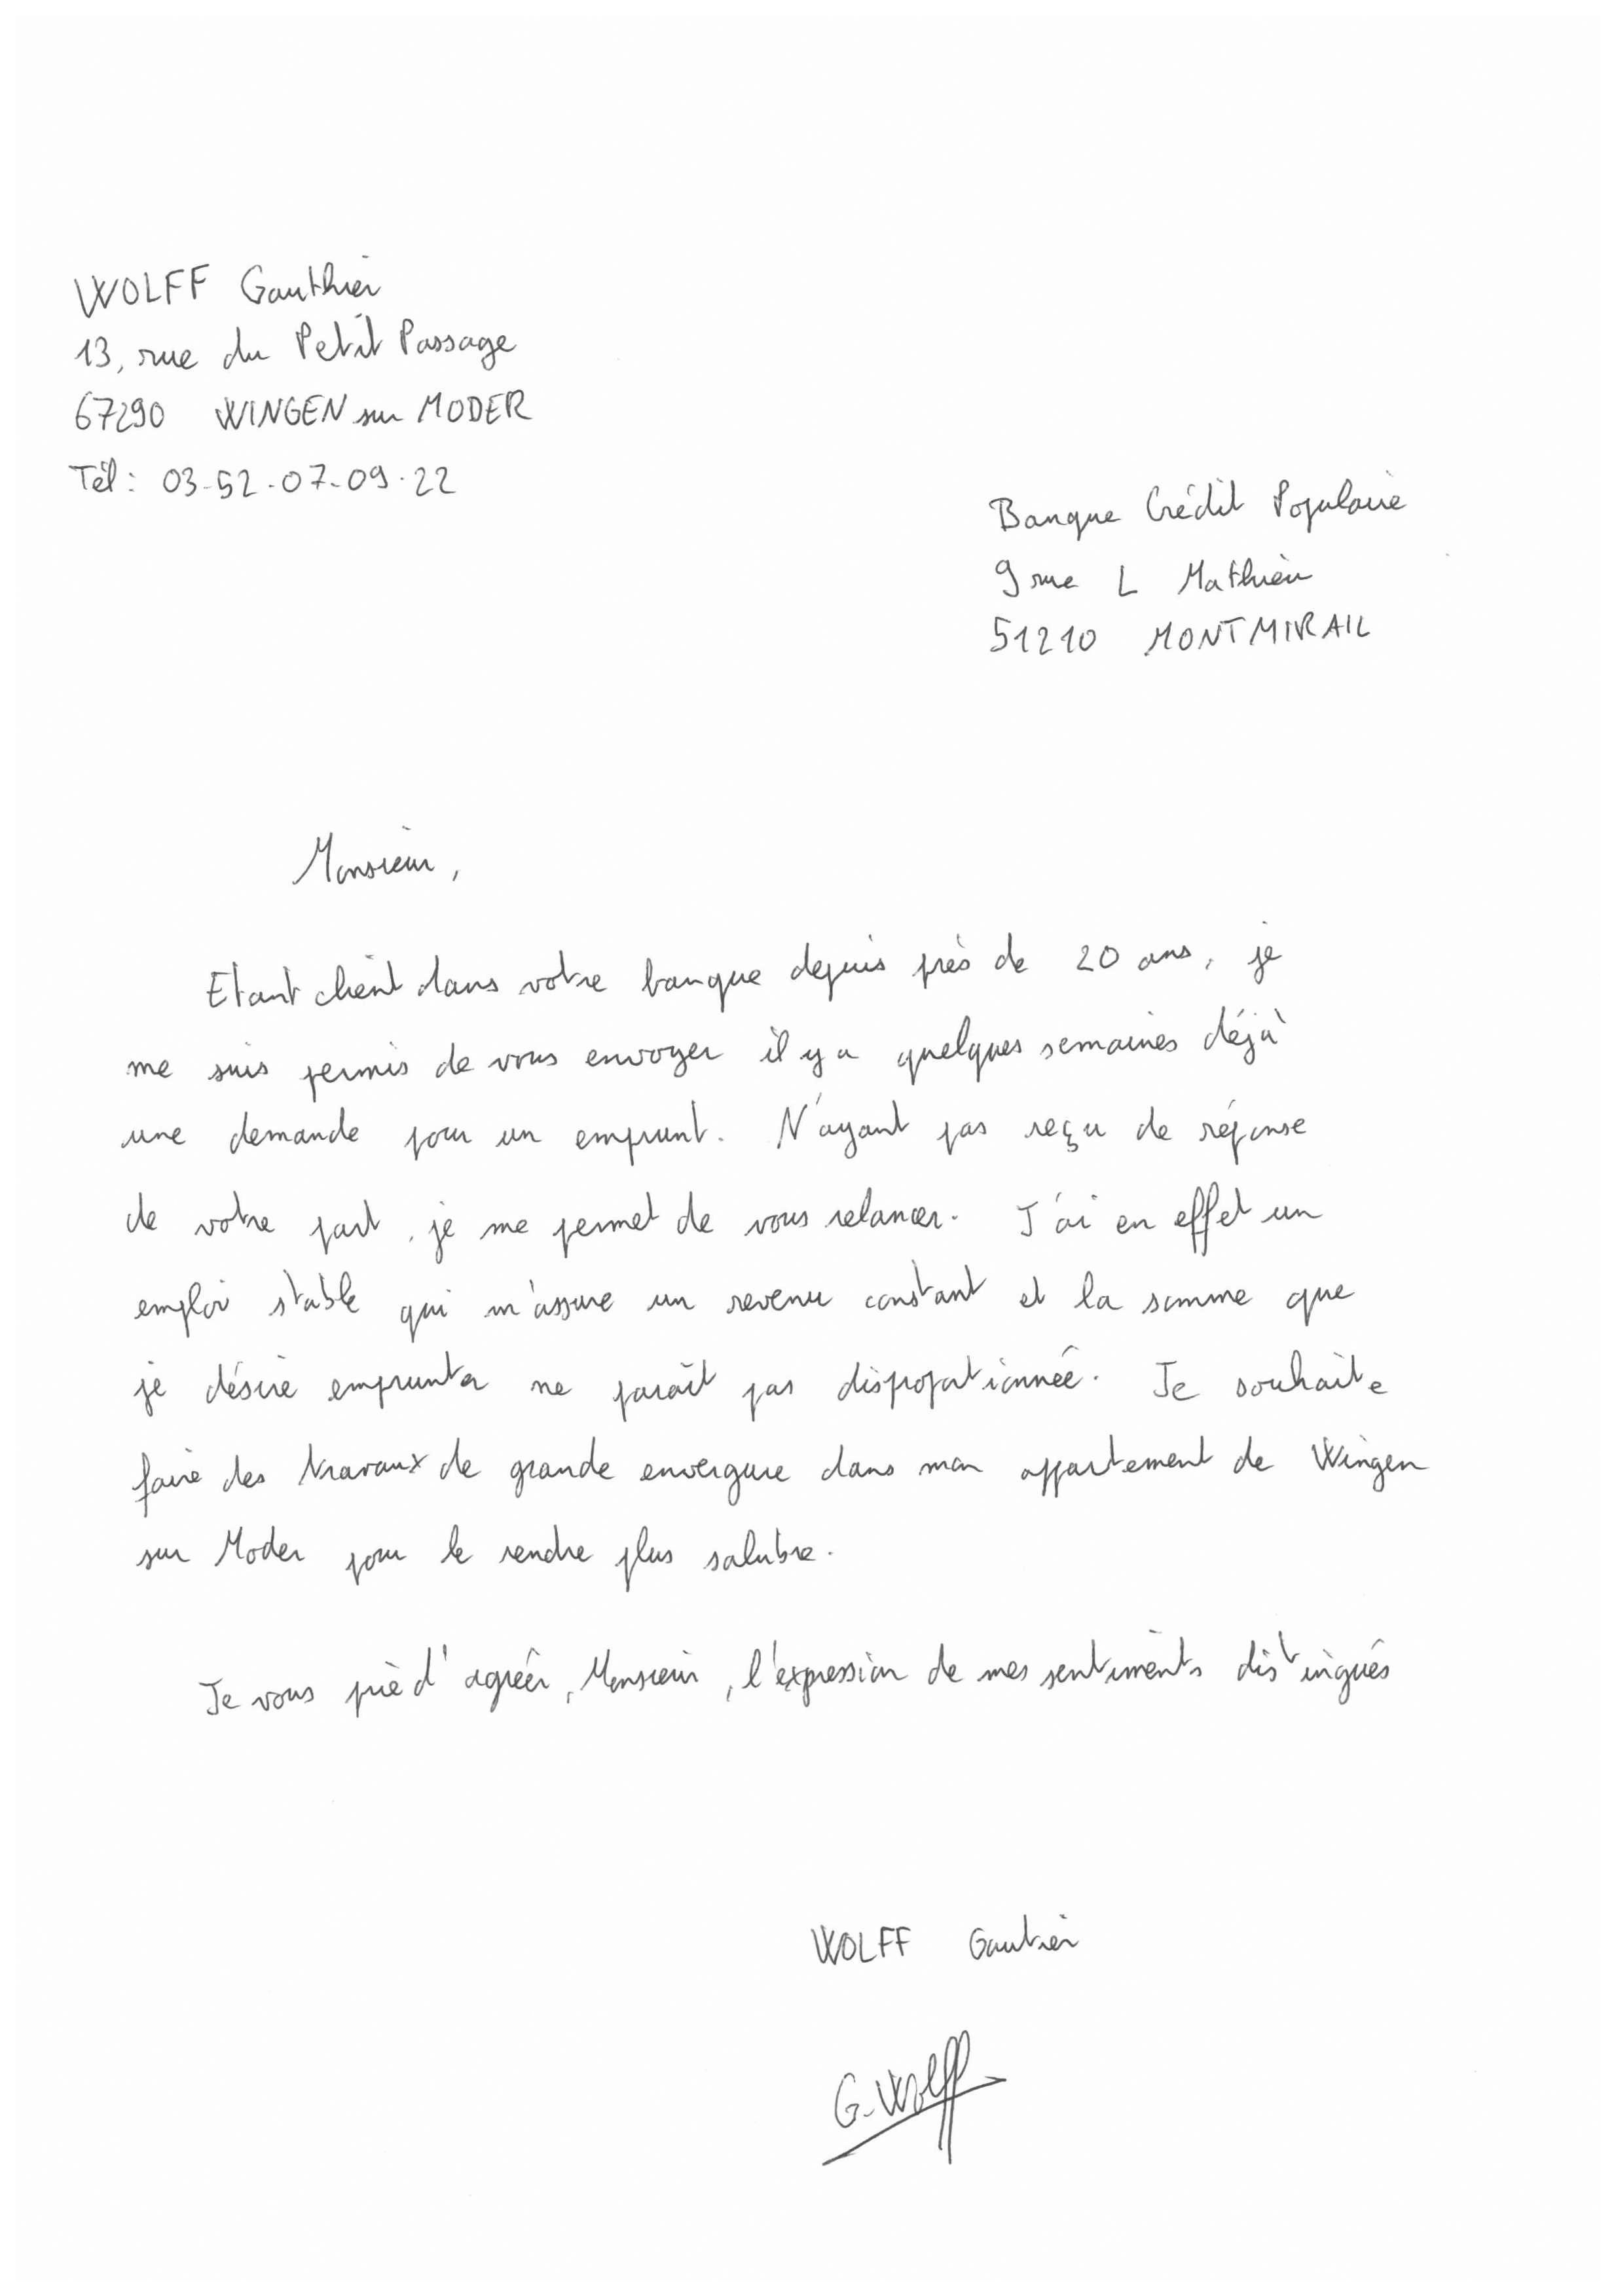 WOLFF Gauthier
13, rue du Petit Passage
67290 WINGEN sur MODER
Tél : 03-52-07-09-22
Banque Crédit Populaire
9 rue L Mathieu
51210 MONTMIRAIL
Monsieur,
Etant client dans votre banque depuis près de 20 ans, je
me suis permis de vous envoyer il y a quelques semaines déjà
une demande pour un emprunt. N'ayant pas reçu de réponse
de votre part, je me permet de vous relancer. J'ai en effet un
emploi stable qui m'assure un revenu constant et la somme que
je désire emprunter ne paraît pas disproportionnée. Je souhaite
faire des travaux de grande envergure dans mon appartement de Wingen
sur Moder pour le rendre plus salubre.
Je vous prie d'agréer, Monsieur, l'expression de mes sentiments distingués
WOLFF Gautier
G. Wolff